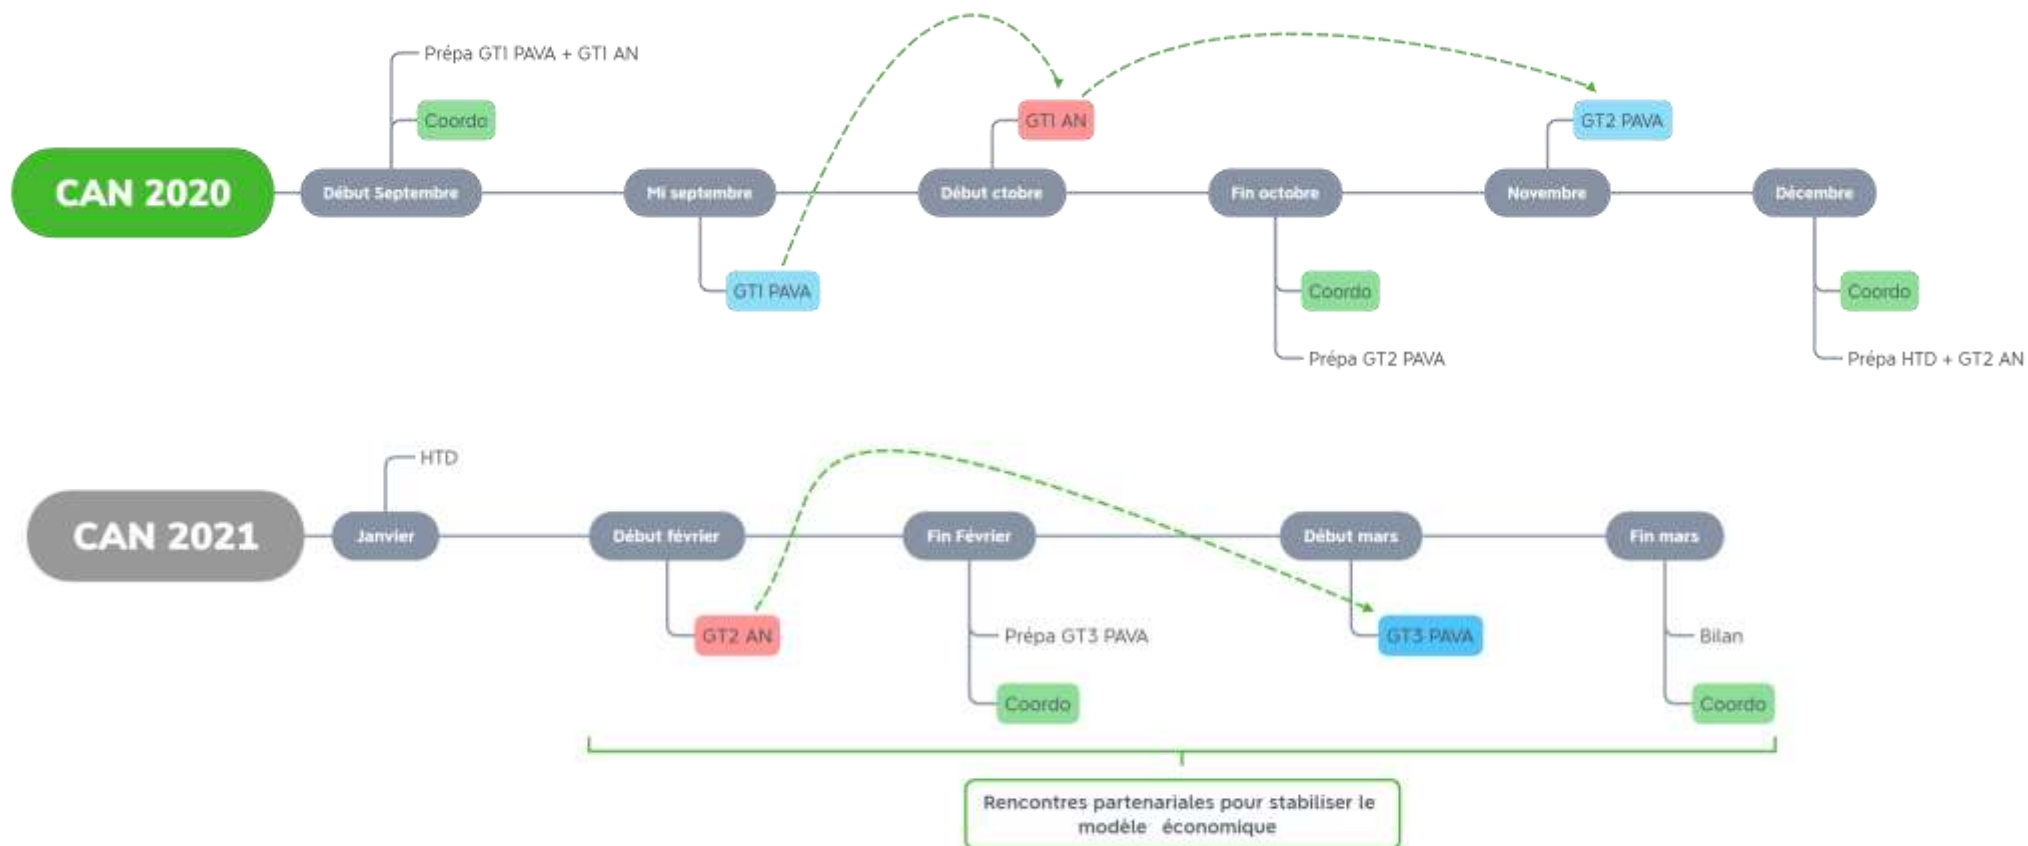 Prépa GT1 PAVA + GT1 AN
Coordo
GT1 AN
GT2 PAVA
CAN 2020
Début Septembre
Mi septembre
Début ctobre
Fin octobre
Novembre
Décembre
GT1 PAVA
Coordo
Coordo
Prépa GT2 PAVA
Prépa HTD + GT2 AN
HTD
CAN 2021
Janvier
Début février
Fin Février
Début mars
Fin mars
GT2 AN
Prépa GT3 PAVA
GT3 PAVA
Bilan
Coordo
Coordo
Rencontres partenariales pour stabiliser le
modèle économique